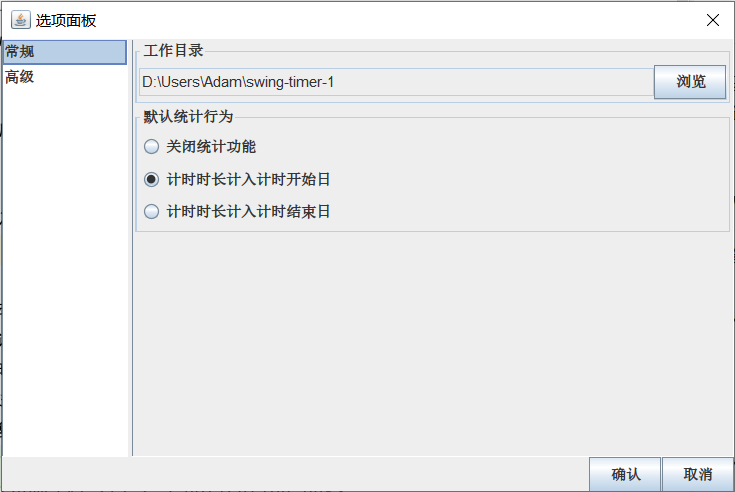 选项面板
常规
高级
工作目录
D:\Users\Adam\swing-timer-1
浏览
默认统计行为
关闭统计功能
计时时长计入计时开始日
计时时长计入计时结束日
确认
取消